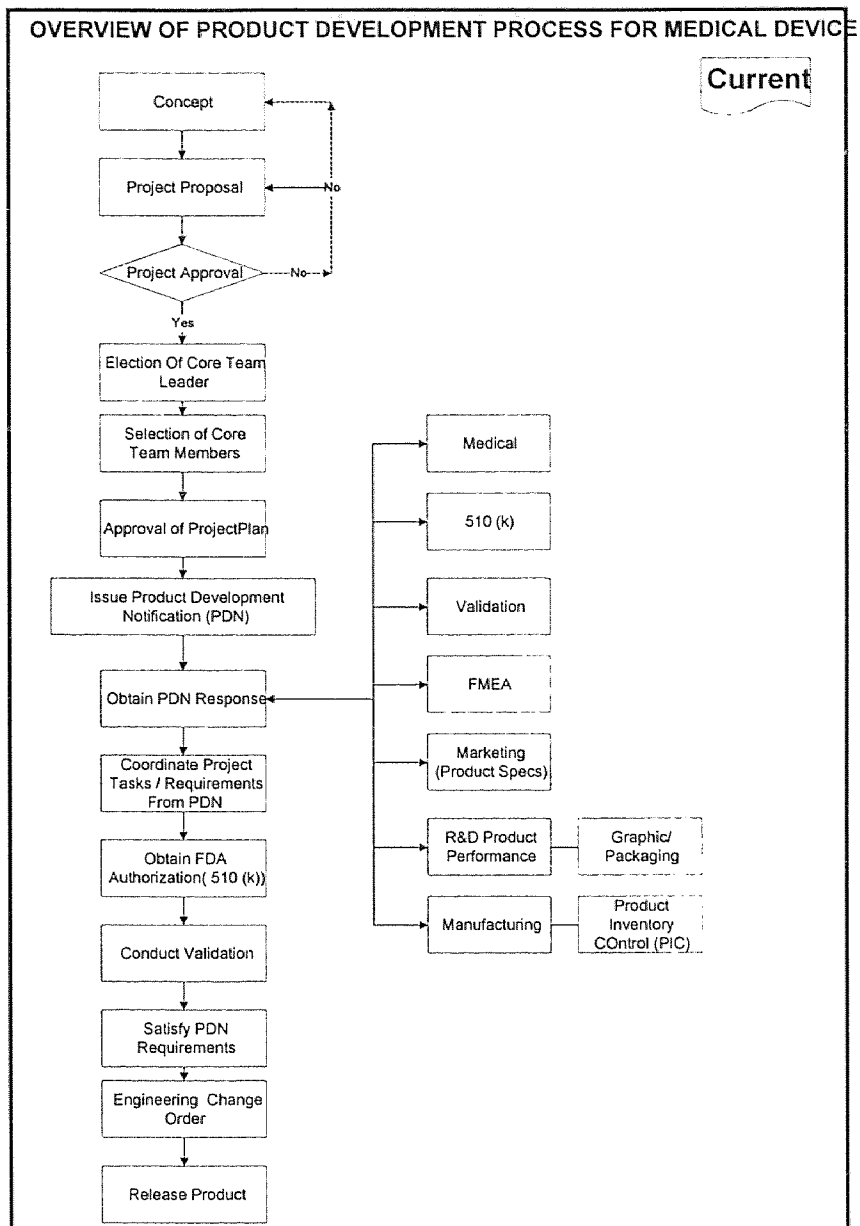 OVERVIEW OF PRODUCT DEVELOPMENT PROCESS FOR MEDICAL DEVICE
Current
Concept
Project Proposal
No
Project Approval
No
Yes
Election Of Core Team
Leader
Selection of Core
Team Members
Approval of ProjectPlan
Issue Product Development
Notification (PDN)
Obtain PDN Response
Coordinate Project
Tasks / Requirements
From PDN
Obtain FDA
Authorization( 510 (k))
Conduct Validation
Satisfy PDN
Requirements
Engineering Change
Order
Release Product
Medical
510 (k)
Validation
FMEA
Marketing
(Product Specs)
R&D Product
Performance
Graphic/
Packaging
Manufacturing
Product
Inventory
COntrol (PIC)